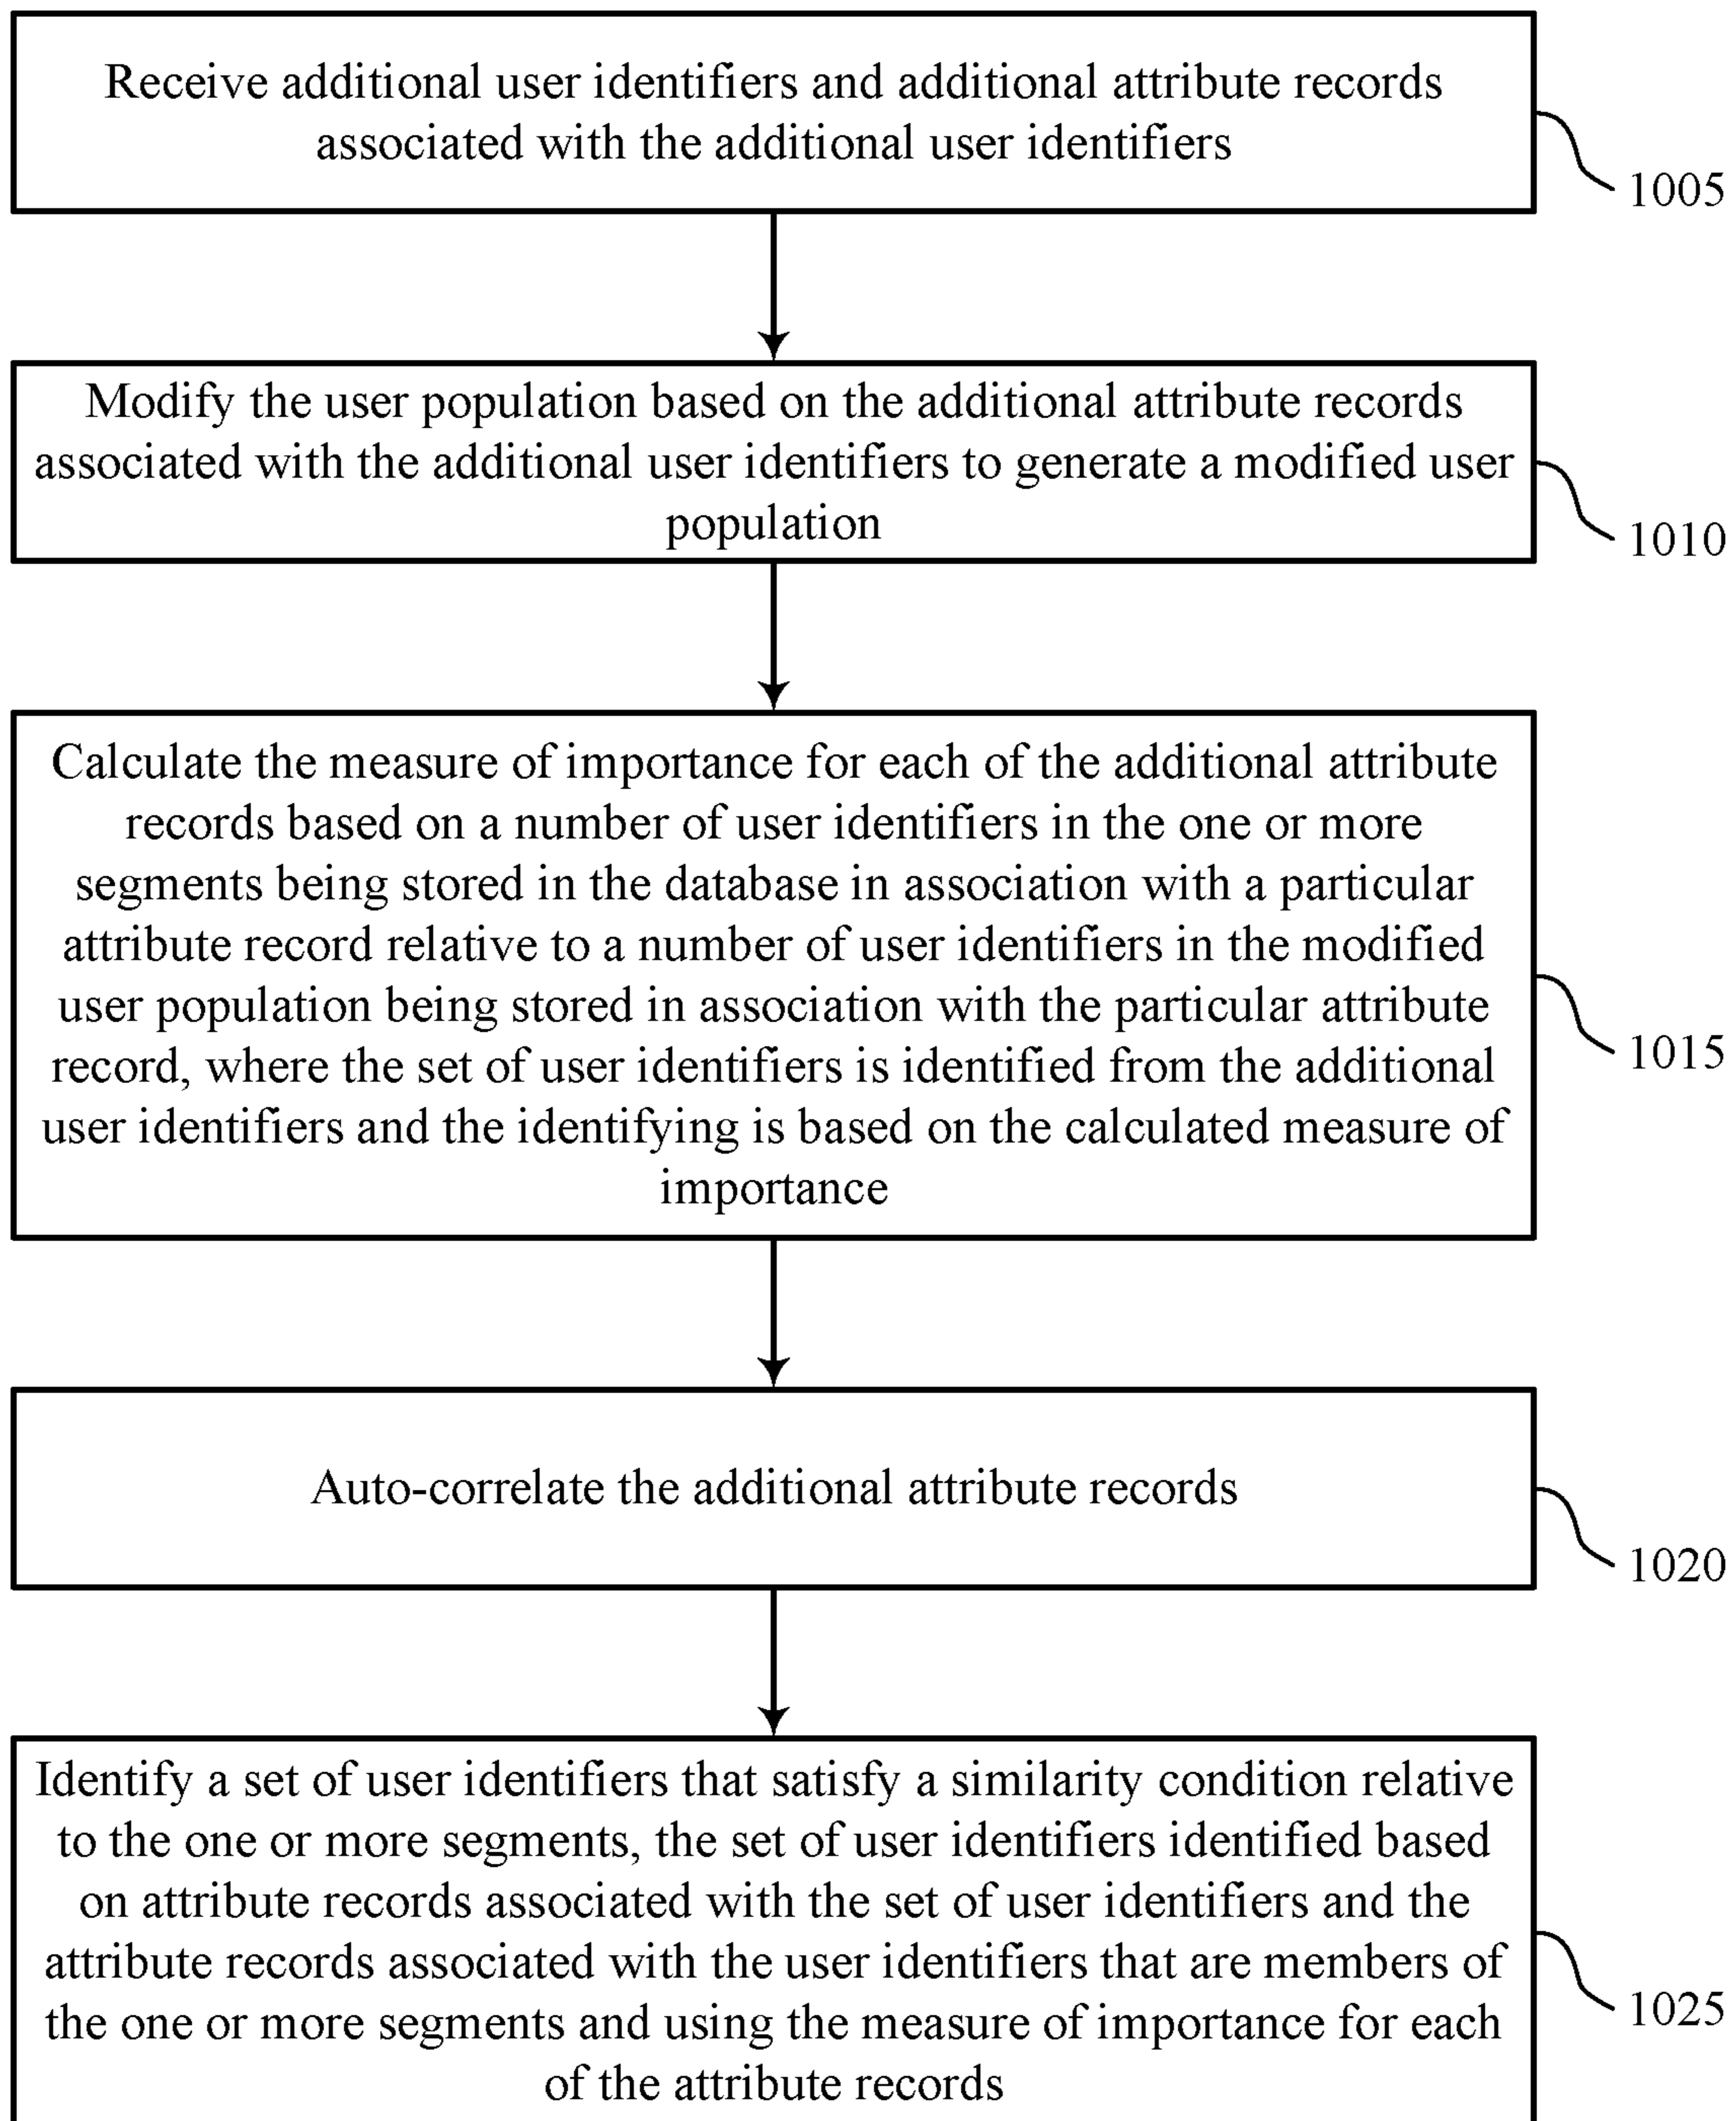 Receive additional user identifiers and additional attribute records
associated with the additional user identifiers
1005
Modify the user population based on the additional attribute records
associated with the additional user identifiers to generate a modified user
population
1010
Calculate the measure of importance for each of the additional attribute
records based on a number of user identifiers in the one or more
segments being stored in the database in association with a particular
attribute record relative to a number of user identifiers in the modified
user population being stored in association with the particular attribute
record, where the set of user identifiers is identified from the additional
user identifiers and the identifying is based on the calculated measure of
importance
1015
Auto-correlate the additional attribute records
1020
Identify a set of user identifiers that satisfy a similarity condition relative
to the one or more segments, the set of user identifiers identified based
on attribute records associated with the set of user identifiers and the
attribute records associated with the user identifiers that are members of
the one or more segments and using the measure of importance for each
of the attribute records
1025